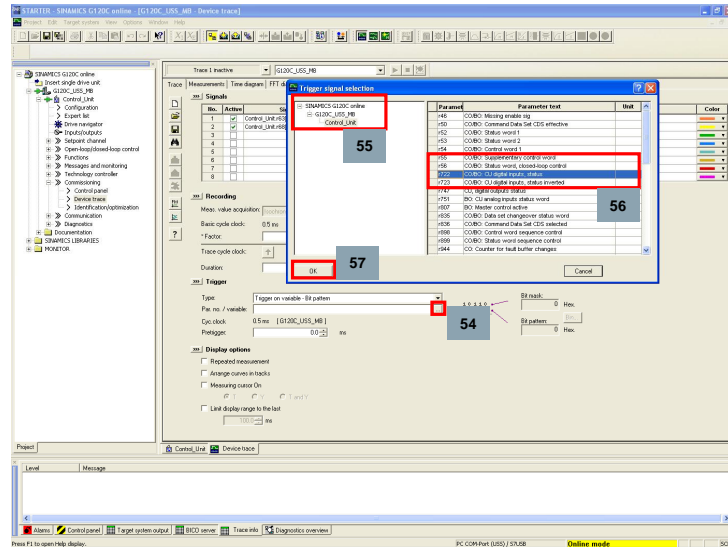 STARTER - SINAMICS G120C online - [G120C_USS_MB - Device trace]
Project Edit Target system View Options Window Help
Trace 1 Inactive
G120C_USS_MB
SINAMICS G120C online
Insert single drive unit
G120C_USS_MB
Control_Unit
Configuration
Expert list
Drive navigator
Inputs/outputs
Setpoint channel
Open-loop/closed-loop control
Functions
Messages and monitoring
Technology controller
Commissioning
Control panel
Device trace
Identification/optimization
Communication
Diagnostics
Documentation
SINAMICS LIBRARIES
MONITOR
Trace Measurements Time diagram FFT
Signals
No. Active
1 Control_Unit.r63
2 Control_Unit.r68
3
4
5
6
7
8
Color
Recording
Meas. value acquisition:
Basic cycle clock: 0.5 ms
* Factor:
Trace cycle clock:
Duration:
Trigger signal selection
SINAMICS G120C online
G120C_USS_MB
Control_Unit
55
Paramet Parameter text Unit
r46 CO/BO: Missing enable sig
r50 CO/BO: Command Data Set CDS effective
r52 CO/BO: Status word 1
r53 CO/BO: Status word 2
r54 CO/BO: Control word 1
r55 CO/BO: Supplementary control word
r56 CO/BO: Status word, closed-loop control
r722 CO/BO: CU digital inputs, status
r723 CO/BO: CU digital inputs, status inverted
r747 CU, digital outputs status
r751 BO: CU analog inputs status word
r807 BO: Master control active
r835 CO/BO: Data set changeover status word
r836 CO/BO: Command Data Set CDS selected
r898 CO/BO: Control word sequence control
r899 CO/BO: Status word sequence control
r944 CO: Counter for fault buffer changes
56
OK
57
Cancel
Trigger
Type: Trigger on variable - Bit pattern
Par. no. / variable:
Cyc.clock 0.5 ms [G120C_USS_MB]
Pretrigger: 0.0 ms
54
1 0 1 1 0
Bit mask:
0 Hex.
Bit pattern:
0 Hex.
Bit...
Display options
Repeated measurement
Arrange curves in tracks
Measuring cursor On
T Y T and Y
Limit display range to the last
100.0 ms
Project
Control_Unit Device trace
Level Message
Alarms Control panel Target system output BICO server Trace info Diagnostics overview
Press F1 to open Help display.
PC COM-Port (USS) / S7USB
Online mode